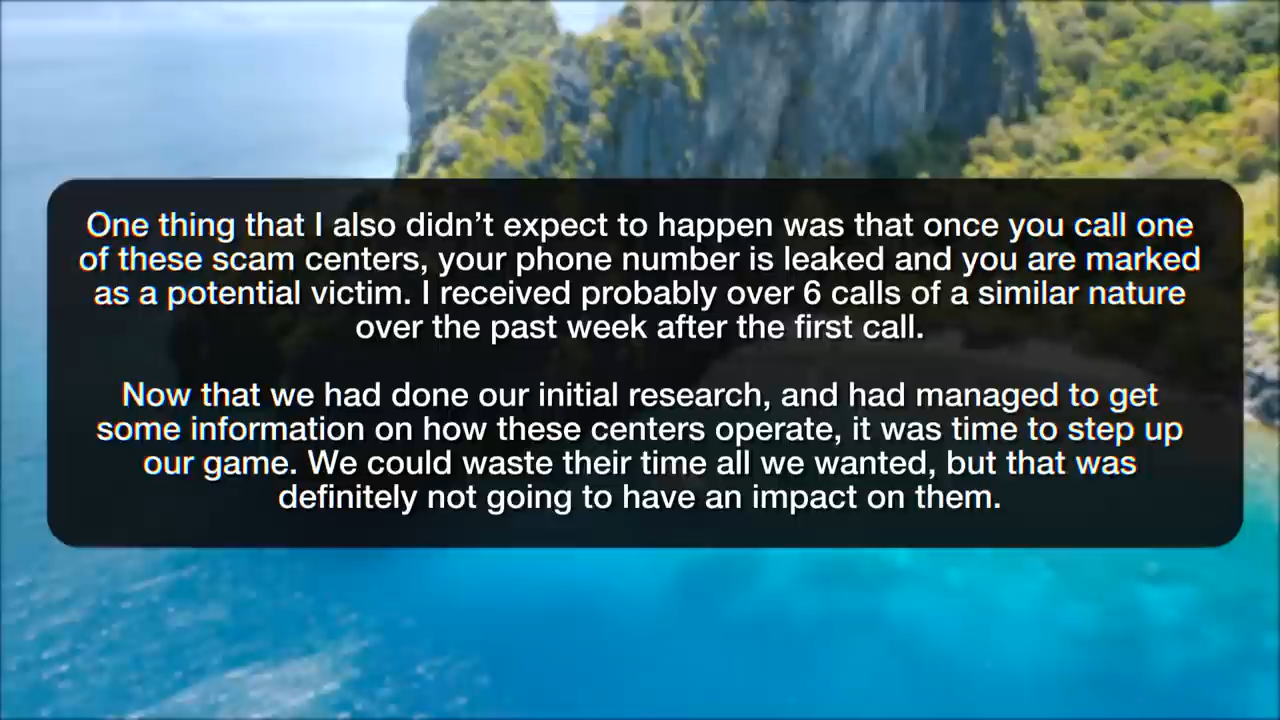 One thing that I also didn’t expect to happen was that once you call one
of these scam centers, your phone number is leaked and you are marked
as a potential victim. I received probably over 6 calls of a similar nature
over the past week after the first call.
Now that we had done our initial research, and had managed to get
some information on how these centers operate, it was time to step up
our game. We could waste their time all we wanted, but that was
definitely not going to have an impact on them.